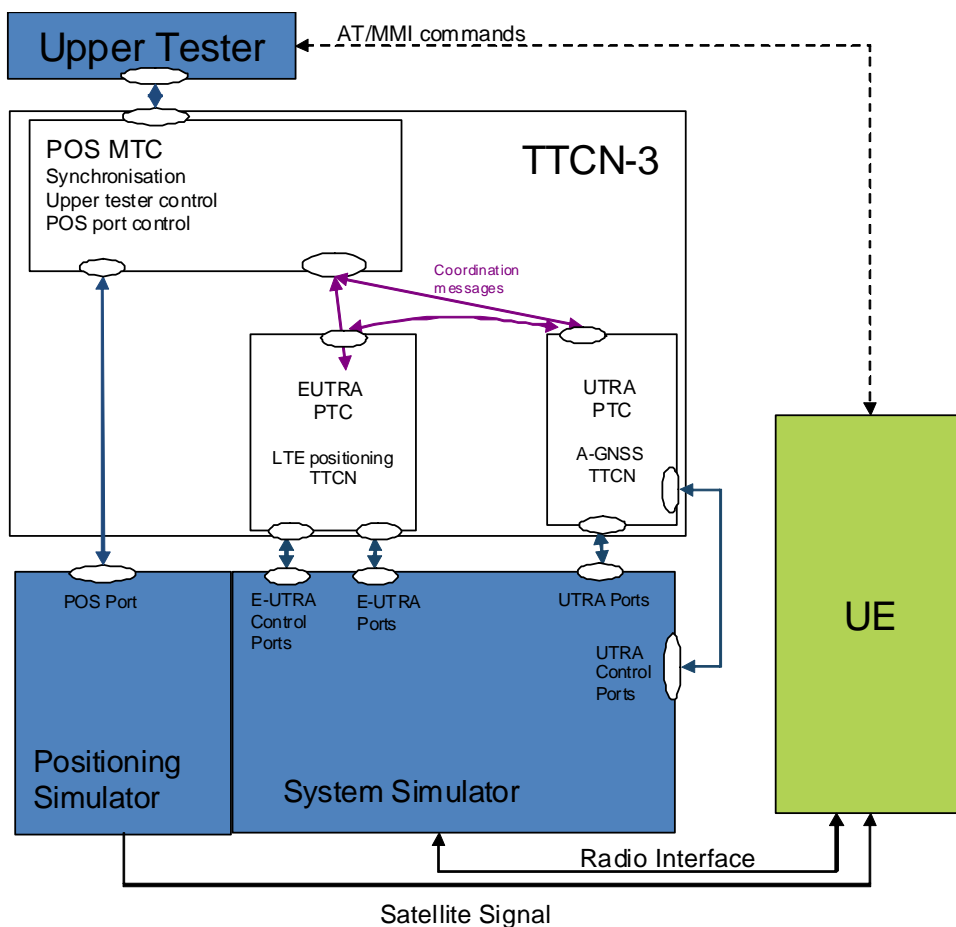 Upper Tester
AT/MMI commands
POS MTC
Synchronisation
Upper tester control
POS port control
TTCN-3
Coordination
messages
EUTRA
PTC
LTE positioning
TTCN
UTRA
PTC
A-GNSS
TTCN
POS Port
E-UTRA
Control
Ports
E-UTRA
Ports
UTRA Ports
UTRA
Control
Ports
UE
Positioning
Simulator
System Simulator
Radio Interface
Satellite Signal